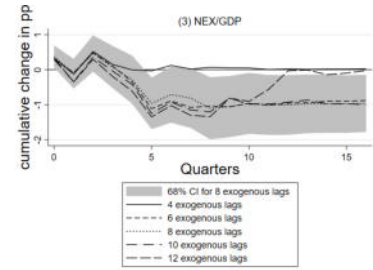 (3) NEX/GDP
cumulative change in pp
1
0
-1
-2
0
5
10
15
Quarters
68% CI for 8 exogenous lags
4 exogenous lags
6 exogenous lags
8 exogenous lags
10 exogenous lags
12 exogenous lags